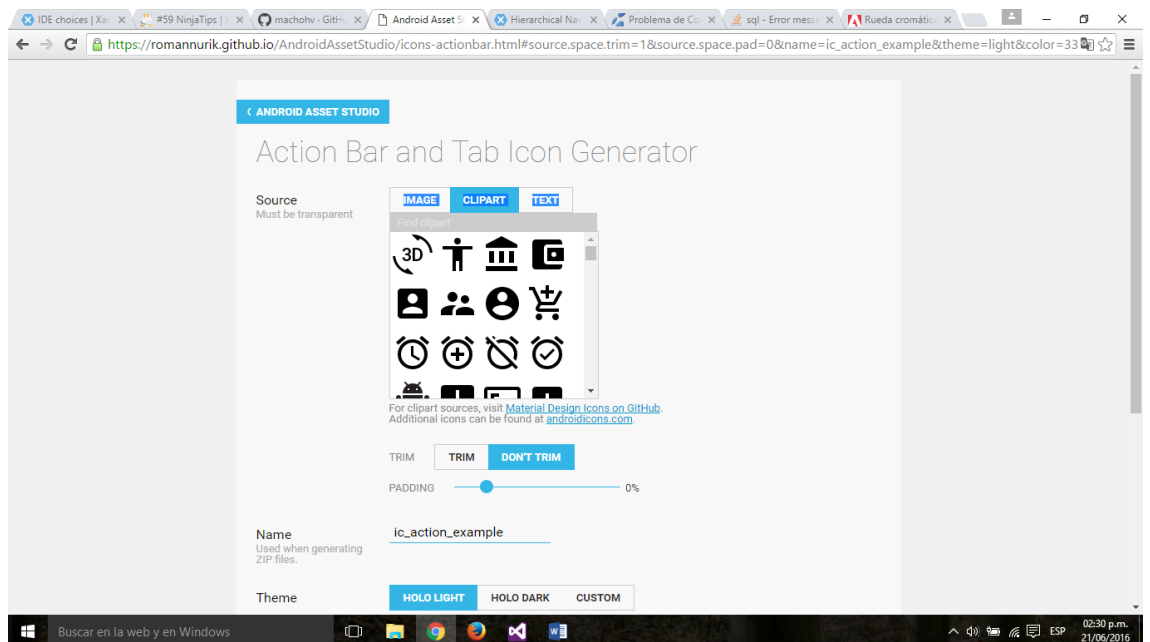 IDE choices | Xac
#59 NinjaTips |
machohv · GitH
Android Asset S
Hierarchical Nav
Problema de Co
sql - Error mess
Rueda cromátic
https://romannurik.github.io/AndroidAssetStudio/icons-actionbar.html#source.space.trim=1&source.space.pad=0&name=ic_action_example&theme=light&color=33
ANDROID ASSET STUDIO
Action Bar and Tab Icon Generator
Source
Must be transparent
IMAGE CLIPART TEXT
Find clipart
3D
For clipart sources, visit Material Design Icons on GitHub.
Additional icons can be found at androidicons.com.
TRIM TRIM DON'T TRIM
PADDING 0%
Name
Used when generating
ZIP files.
ic_action_example
Theme HOLO LIGHT HOLO DARK CUSTOM
Buscar en la web y en Windows
ESP
02:30 p.m.
21/06/2016